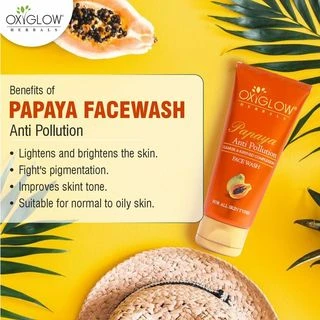 OXIGLOW
HERBALS
Benefits of
PAPAYA FACEWASH
Anti Pollution
• Lightens and brightens the skin.
• Fight's pigmentation.
• Improves skint tone.
• Suitable for normal to oily skin.
OXIGLOW
HERBALS
Papaya
Anti Pollution
FACE WASH
FOR ALL SKIN TYPES